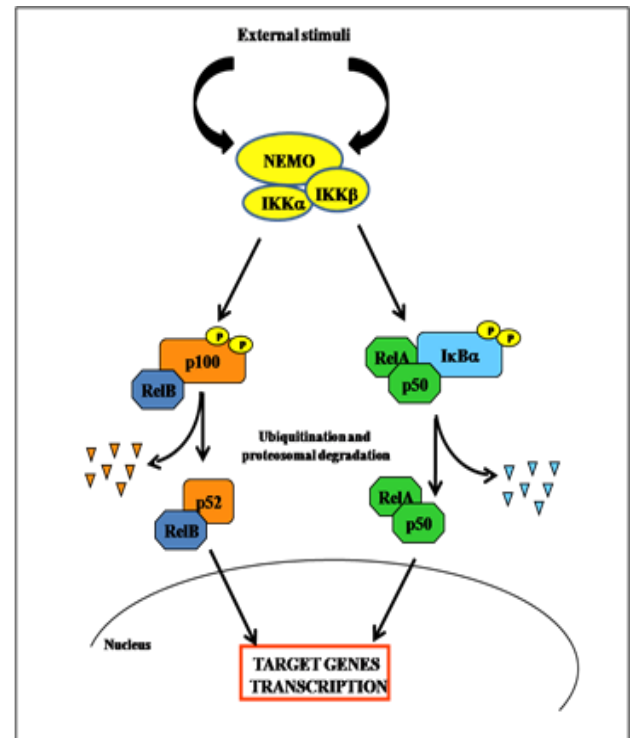 External stimuli
NEMO
IKKα
IKKβ
P
P
p100
RelB
P
P
RelA
IκBα
p50
Ubiquitination and
proteosomal degradation
p52
RelB
RelA
p50
Nucleus
TARGET GENES
TRANSCRIPTION